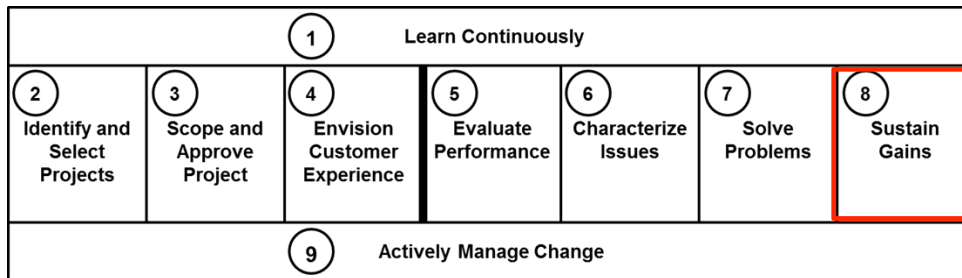 1 Learn Continuously
2
Identify and
Select
Projects
3
Scope and
Approve
Project
4
Envision
Customer
Experience
5
Evaluate
Performance
6
Characterize
Issues
7
Solve
Problems
8
Sustain
Gains
9 Actively Manage Change